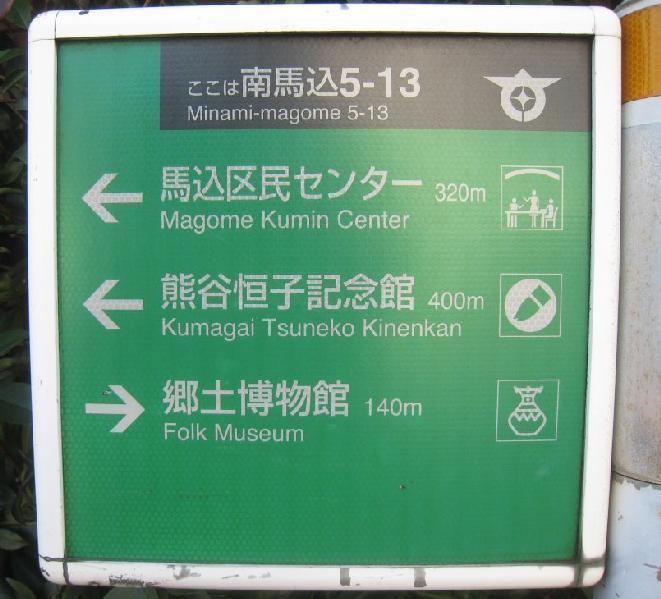 ここは南馬込5-13
Minami-magome 5-13
馬込区民センター 320m
Magome Kumin Center
熊谷恒子記念館 400m
Kumagai Tsuneko Kinenkan
郷土博物館 140m
Folk Museum